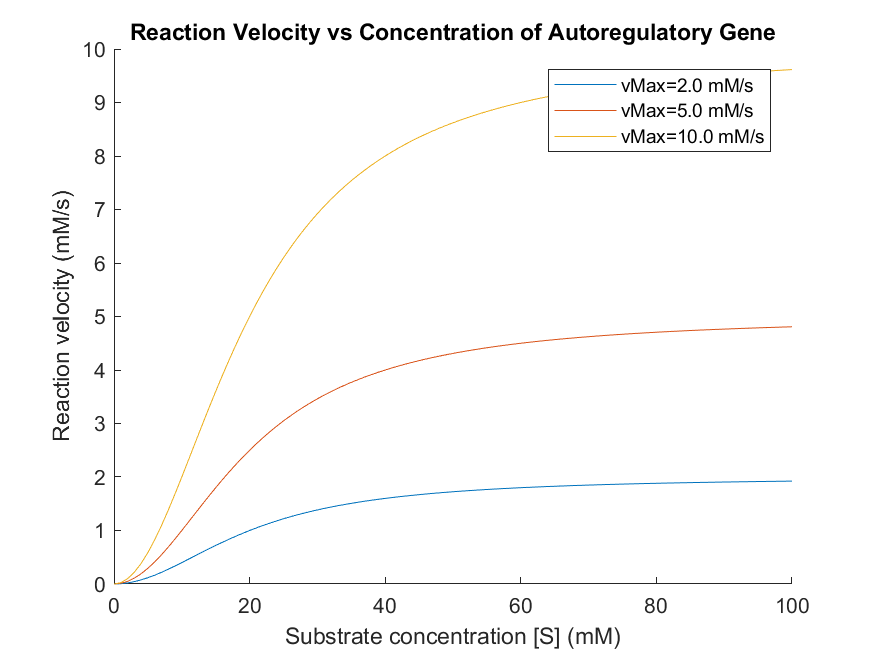 Reaction Velocity vs Concentration of Autoregulatory Gene
10
9
8
7
6
5
4
3
2
1
0
Reaction velocity (mM/s)
vMax=2.0 mM/s
vMax=5.0 mM/s
vMax=10.0 mM/s
0 20 40 60 80 100
Substrate concentration [S] (mM)